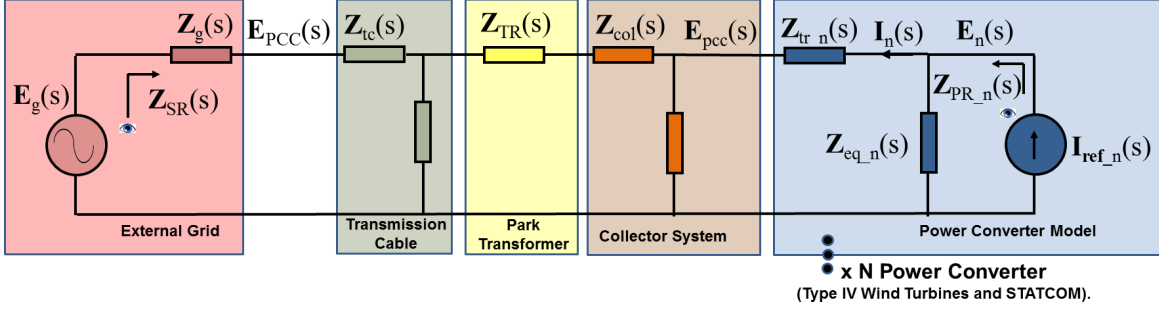 Z_g(s)
E_PCC(s)
Z_tc(s)
Z_TR(s)
Z_col(s)
E_pcc(s)
Z_tr_n(s)
I_n(s)
E_n(s)
E_g(s)
Z_SR(s)
Z_PR_n(s)
Z_eq_n(s)
I_ref_n(s)
External Grid
Transmission
Cable
Park
Transformer
Collector System
Power Converter Model
x N Power Converter
(Type IV Wind Turbines and STATCOM).